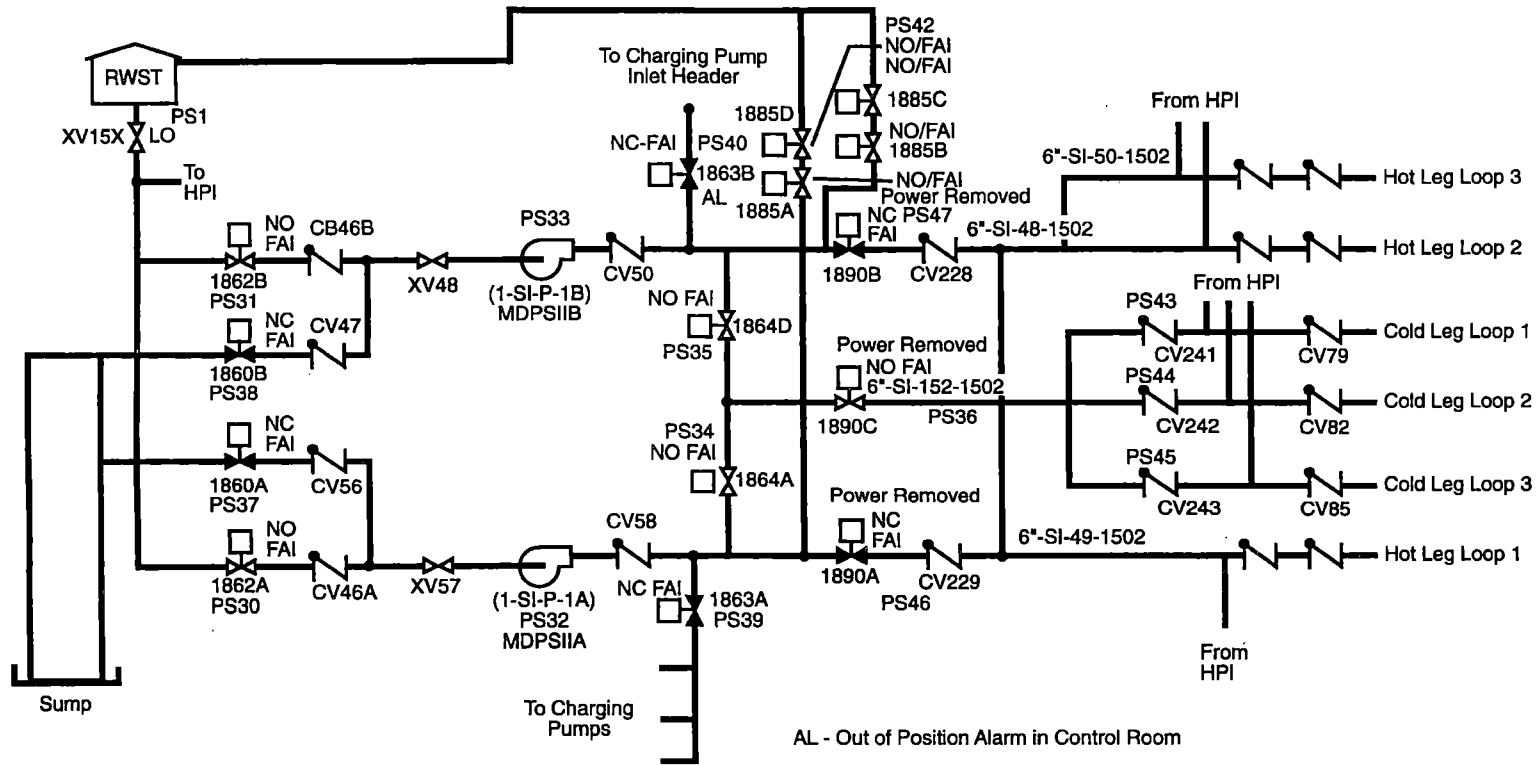 PS42
NO/FAI
NO/FAI
To Charging Pump
Inlet Header
RWST
PS1
XV15X
LO
To
HPI
1885D
1885C
NO/FAI
1885B
NC-FAI
PS40
1863B
AL
1885A
NO/FAI
Power Removed
From HPI
6"-SI-50-1502
Hot Leg Loop 3
NO
FAI
1862B
PS31
CB46B
XV48
PS33
(1-SI-P-1B)
MDPSIIB
CV50
NC
FAI
PS47
1890B
CV228
6"-SI-48-1502
Hot Leg Loop 2
From HPI
NC
FAI
1860B
PS38
CV47
NO FAI
1864D
PS35
PS43
CV241
CV79
Cold Leg Loop 1
Power Removed
NO FAI
6"-SI-152-1502
1890C
PS36
PS44
CV242
CV82
Cold Leg Loop 2
NC
FAI
1860A
PS37
CV56
PS34
NO FAI
1864A
PS45
CV243
CV85
Cold Leg Loop 3
Power Removed
NC
FAI
1890A
PS46
CV229
6"-SI-49-1502
Hot Leg Loop 1
NO
FAI
1862A
PS30
CV46A
XV57
(1-SI-P-1A)
PS32
MDPSIIA
CV58
NC FAI
1863A
PS39
From
HPI
Sump
To Charging
Pumps
AL - Out of Position Alarm in Control Room